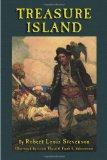 TREASURE
ISLAND
By Robert Louis Stevenson